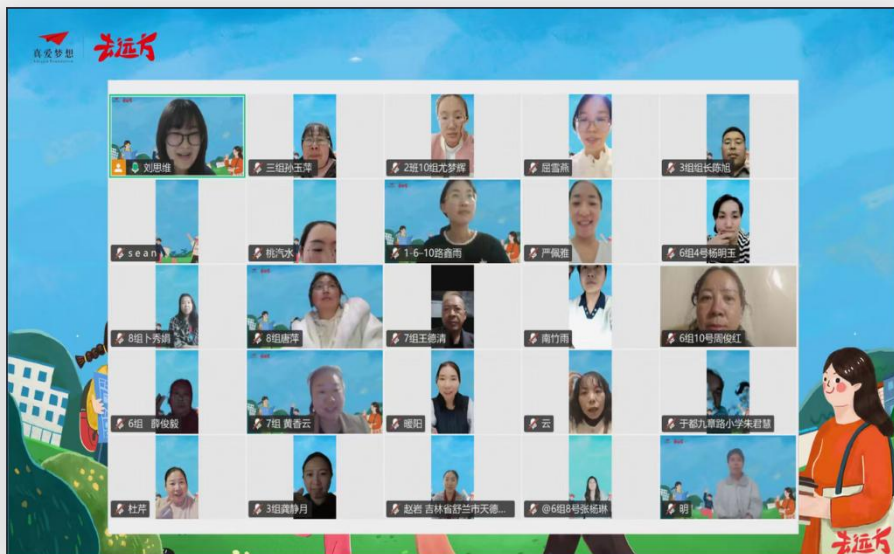 真爱梦想
去远方
刘思维
三组孙玉萍
2班10组尤梦辉
屈雪燕
3组组长陈旭
sean
桃汽水
1-6-10路鑫雨
严佩雅
6组4号杨明玉
8组卜秀娟
8组唐萍
7组王德清
南竹雨
6组10号周俊红
6组 薛俊毅
7组 黄香云
暖阳
云
于都九章路小学朱君慧
杜芹
3组龚静月
赵岩 吉林省舒兰市天德...
@6组8号张杨琳
明
去远方